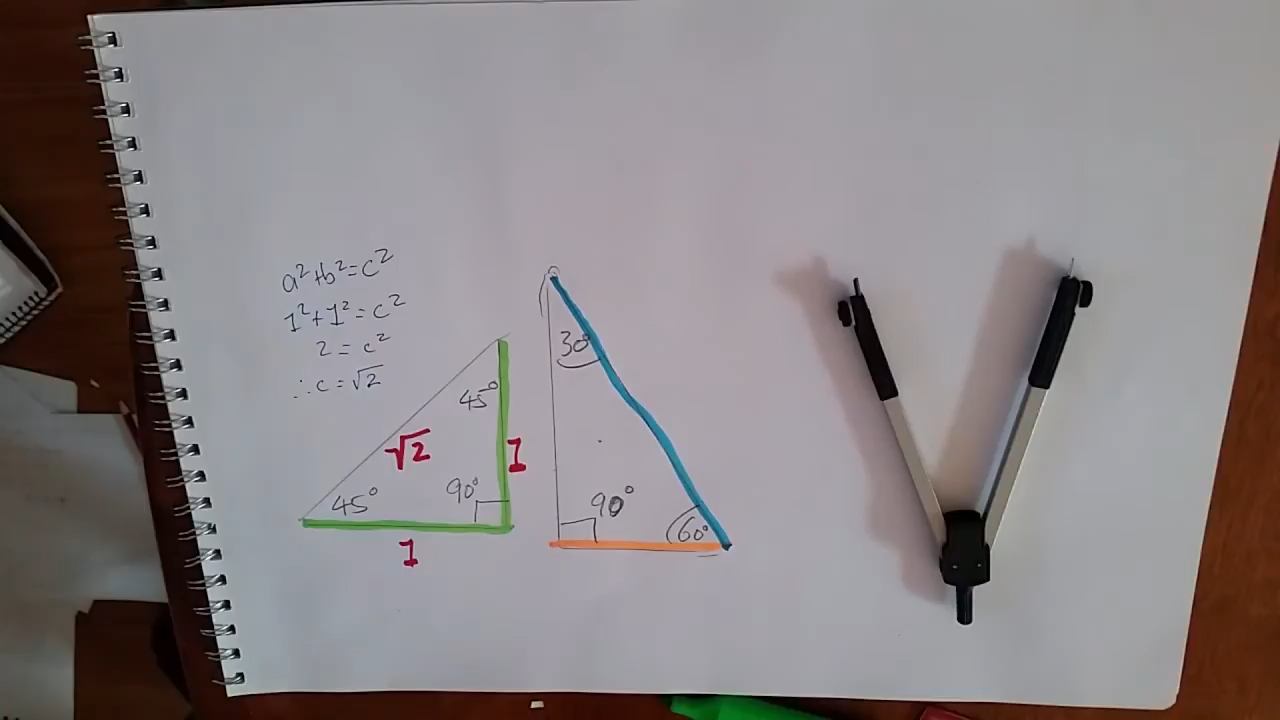 a²+b²=c²
1²+1²=c²
2=c²
∴c=√2
45°
√2
1
45°
90°
1
30°
90°
60°